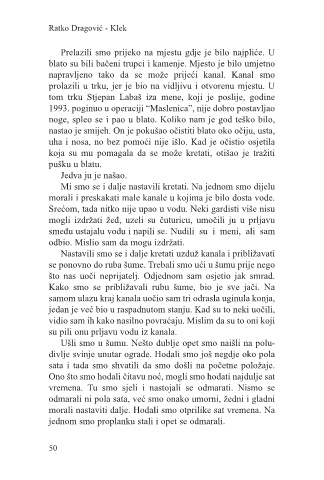 Ratko Dragović - Klek
Prelazili smo prijeko na mjestu gdje je bilo najpliće. U
blato su bili bačeni trupci i kamenje. Mjesto je bilo umjetno
napravljeno tako da se može prijeći kanal. Kanal smo
prolazili u trku, jer je bio na vidljivu i otvorenu mjestu. U
tom trku Stjepan Labaš iza mene, koji je poslije, godine
1993. poginuo u operaciji “Maslenica”, nije dobro postavljao
noge, spleo se i pao u blato. Koliko nam je god teško bilo,
nastao je smijeh. On je pokušao očistiti blato oko očiju, usta,
uha i nosa, no bez pomoći nije išlo. Kad je očistio osjetila
koja su mu pomagala da se može kretati, otišao je tražiti
pušku u blatu.
Jedva ju je našao.
Mi smo se i dalje nastavili kretati. Na jednom smo dijelu
morali i preskakati male kanale u kojima je bilo dosta vode.
Srećom, tada nitko nije upao u vodu. Neki gardisti više nisu
mogli izdržati žeđ, uzeli su čuturicu, umočili ju u prljavu
smeđu ustajalu vodu i napili se. Nudili su i meni, ali sam
odbio. Mislio sam da mogu izdržati.
Nastavili smo se i dalje kretati uzduž kanala i približavati
se ponovno do ruba šume. Trebali smo ući u šumu prije nego
što nas uoči neprijatelj. Odjednom sam osjetio jak smrad.
Kako smo se približavali rubu šume, bio je sve jači. Na
samom ulazu kraj kanala uočio sam tri odrasla uginula konja,
jedan je već bio u raspadnutom stanju. Kad su to neki uočili,
vidio sam ih kako nasilno povraćaju. Mislim da su to oni koji
su pili onu prljavu vodu iz kanala.
Ušli smo u šumu. Nešto dublje opet smo naišli na polu-
divlje svinje unutar ograde. Hodali smo još negdje oko pola
sata i tada smo shvatili da smo došli na početne položaje.
Ono što smo hodali čitavu noć, mogli smo hodati najdulje sat
vremena. Tu smo sjeli i nastojali se odmarati. Nismo se
odmarali ni pola sata, već smo onako umorni, žedni i gladni
morali nastaviti dalje. Hodali smo otprilike sat vremena. Na
jednom smo proplanku stali i opet se odmarali.
50